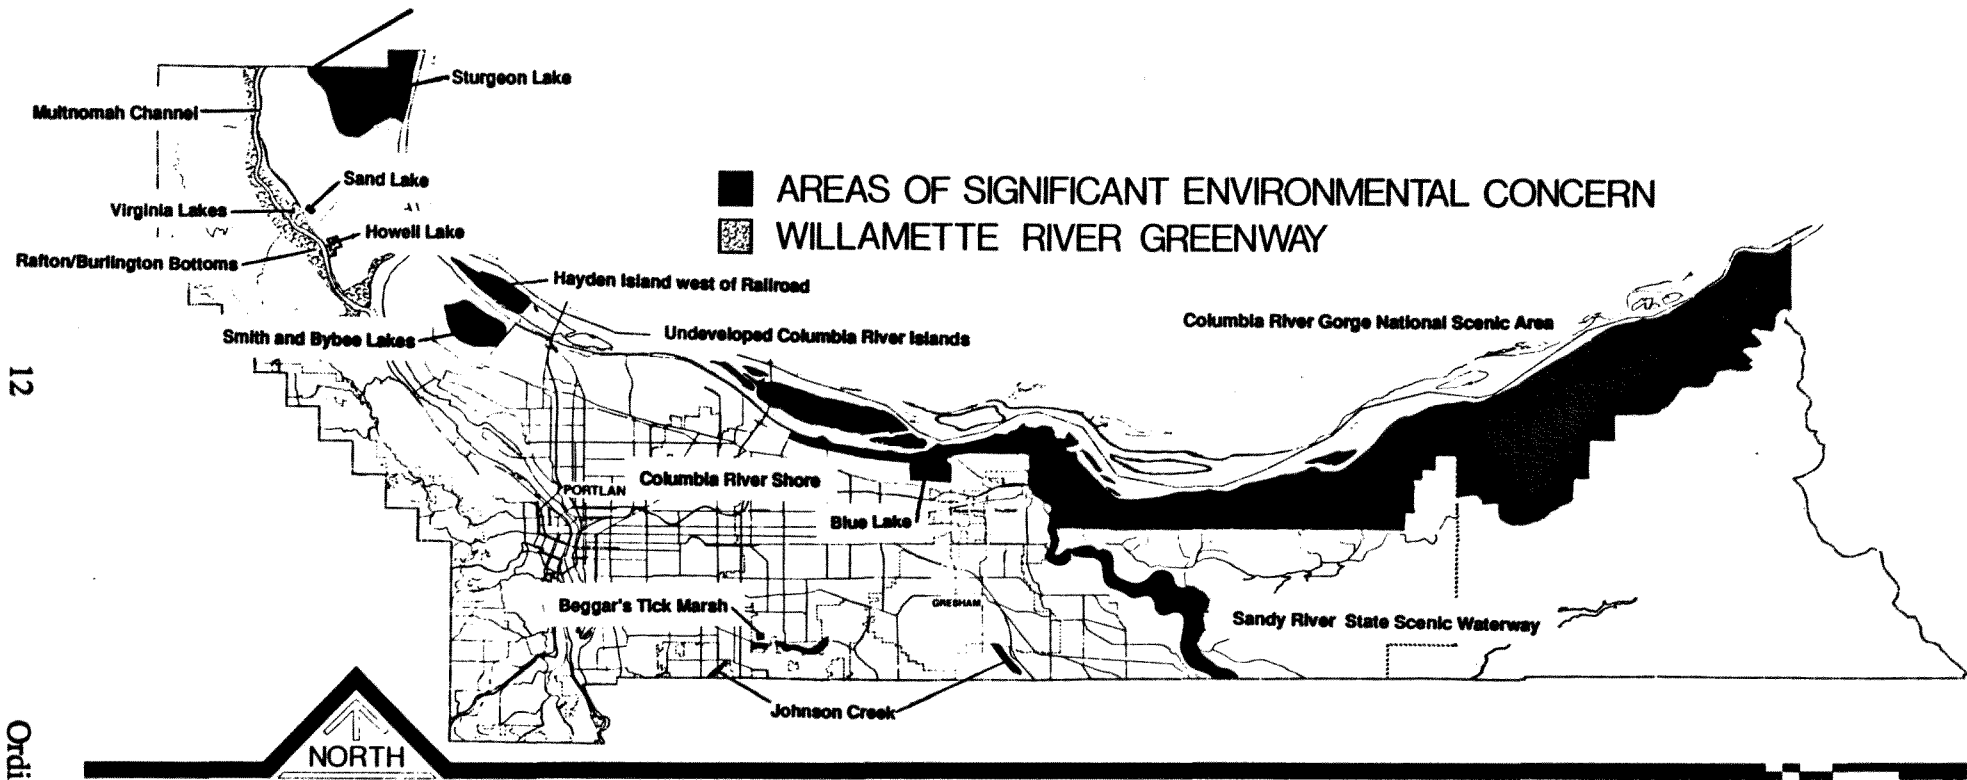 Sturgeon Lake
Multnomah Channel
Sand Lake
AREAS OF SIGNIFICANT ENVIRONMENTAL CONCERN
Virginia Lakes
Howell Lake
WILLAMETTE RIVER GREENWAY
Rafton/Burlington Bottoms
Hayden Island west of Railroad
Columbia River Gorge National Scenic Area
Smith and Bybee Lakes
Undeveloped Columbia River Islands
12
Columbia River Shore
PORTLAN
Blue Lake
Beggar's Tick Marsh
GRESHAM
Sandy River State Scenic Waterway
Johnson Creek
NORTH
Ordi